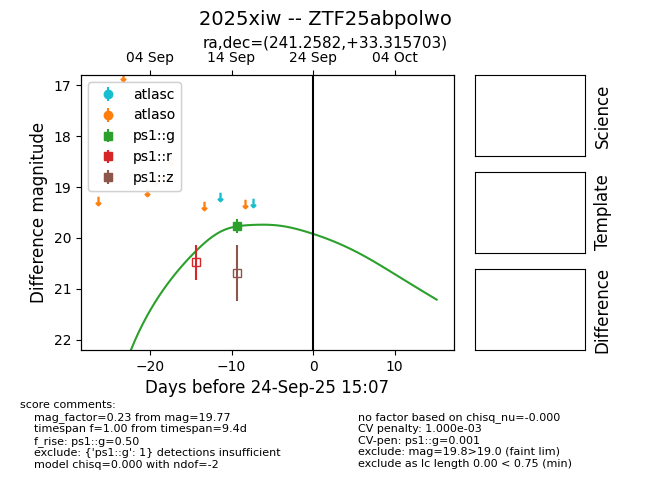 2025xiw -- ZTF25abpolwo
ra,dec=(241.2582,+33.315703)
04 Sep 14 Sep 24 Sep 04 Oct
17
18
19
20
21
22
Difference magnitude
atlasc
atlaso
ps1::g
ps1::r
ps1::z
−20 −10 0 10
Days before 24-Sep-25 15:07
Science
Template
Difference
score comments:
mag_factor=0.23 from mag=19.77
timespan f=1.00 from timespan=9.4d
f_rise: ps1::g=0.50
exclude: {'ps1::g': 1} detections insufficient
model chisq=0.000 with ndof=-2
no factor based on chisq_nu=-0.000
CV penalty: 1.000e-03
CV-pen: ps1::g=0.001
exclude: mag=19.8>19.0 (faint lim)
exclude as lc length 0.00 < 0.75 (min)